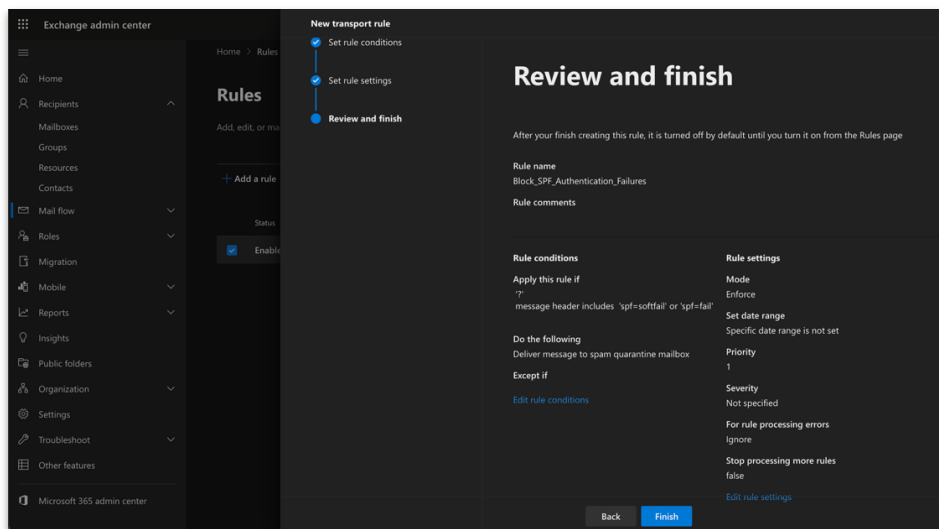 Exchange admin center
Home
Recipients
Mailboxes
Groups
Resources
Contacts
Mail flow
Roles
Migration
Mobile
Reports
Insights
Public folders
Organization
Settings
Troubleshoot
Other features
Microsoft 365 admin center
Home > Rules
Rules
Add, edit, or ma
+ Add a rule
Status
Enable
New transport rule
Set rule conditions
Set rule settings
Review and finish
Review and finish
After your finish creating this rule, it is turned off by default until you turn it on from the Rules page
Rule name
Block_SPF_Authentication_Failures
Rule comments
Rule conditions
Apply this rule if
'?'
message header includes 'spf=softfail' or 'spf=fail'
Do the following
Deliver message to spam quarantine mailbox
Except if
Edit rule conditions
Rule settings
Mode
Enforce
Set date range
Specific date range is not set
Priority
1
Severity
Not specified
For rule processing errors
Ignore
Stop processing more rules
false
Edit rule settings
Back
Finish